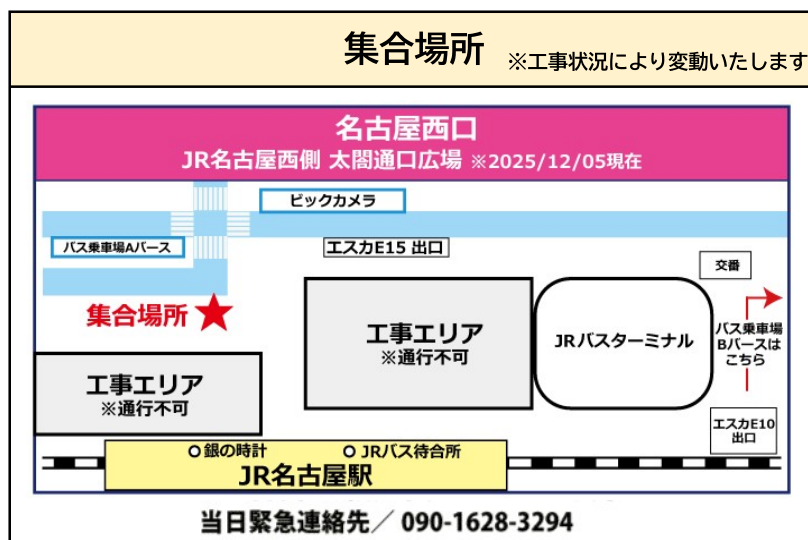 集合場所 ※工事状況により変動いたします
名古屋西口
JR名古屋西側 太閤通口広場 ※2025/12/05現在
ビックカメラ
バス乗車場Aバース
エスカE15 出口
交番
集合場所
工事エリア
※通行不可
JRバスターミナル
バス乗車場
Bバースは
こちら
工事エリア
※通行不可
エスカE10
出口
銀の時計
JRバス待合所
JR名古屋駅
当日緊急連絡先／ 090-1628-3294